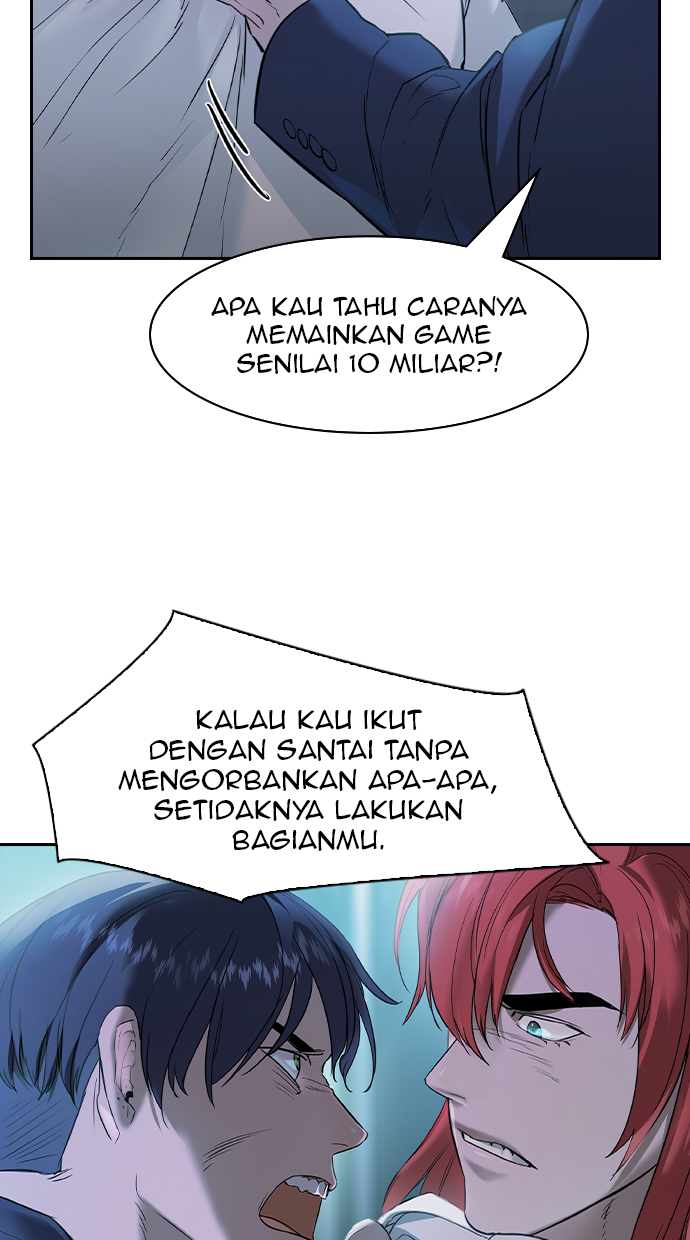 APA KAU TAHU CARANYA
MEMAINKAN GAME
SENILAI 10 MILIAR?!
KALAU KAU IKUT
DENGAN SANTAI TANPA
MENGORBANKAN APA-APA,
SETIDAKNYA LAKUKAN
BAGIANMU.